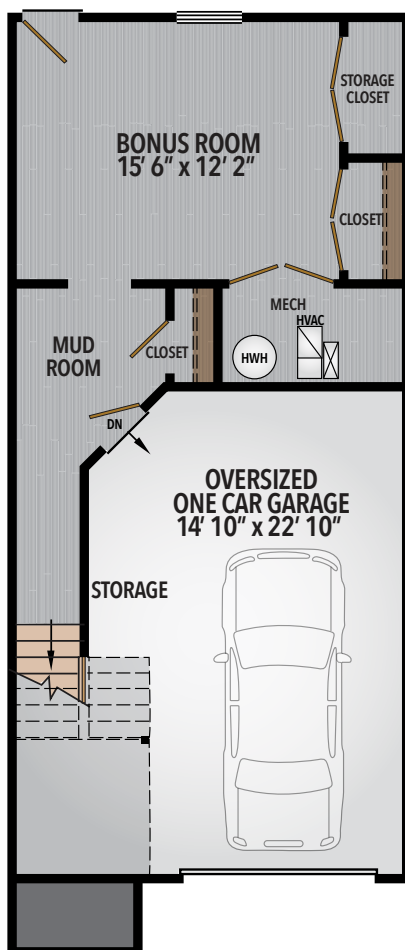 STORAGE
CLOSET
BONUS ROOM
15’ 6” x 12’ 2”
CLOSET
MECH
HVAC
MUD
ROOM
CLOSET
HWH
DN
OVERSIZED
ONE CAR GARAGE
14’ 10” x 22’ 10”
STORAGE